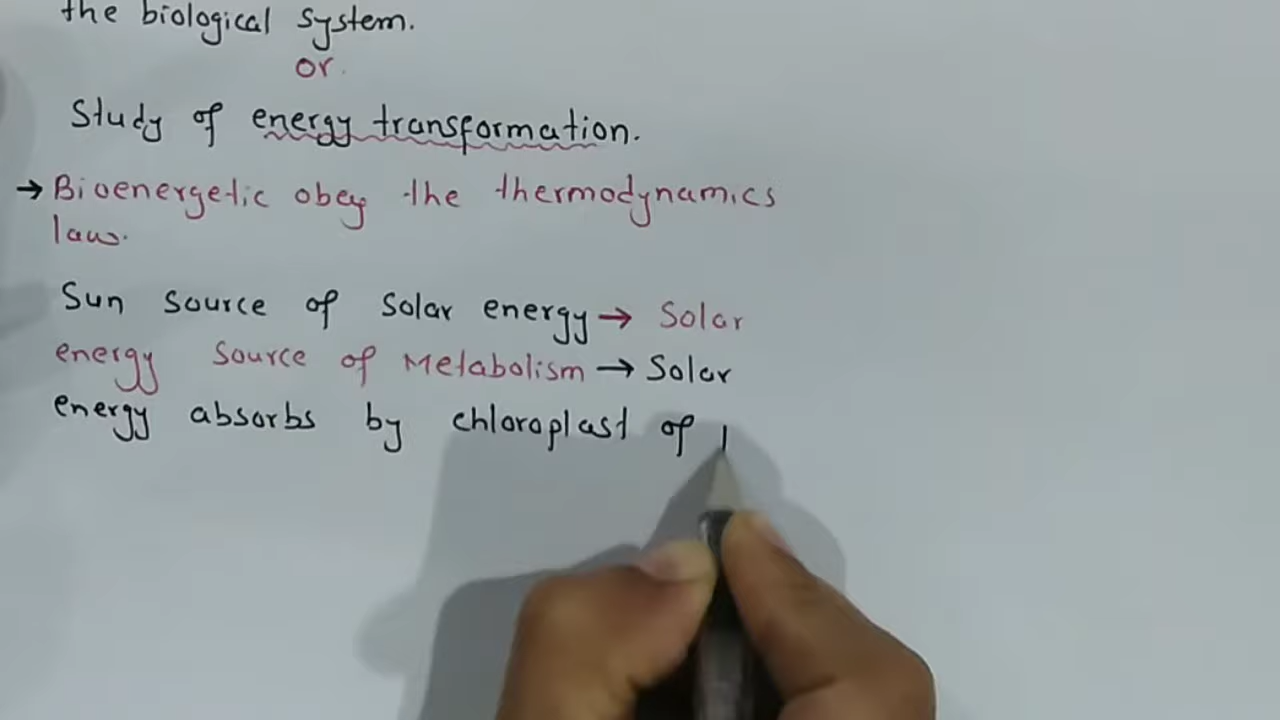 the biological system.
or
Study of energy transformation.
→ Bioenergetic obey the thermodynamics
law.
Sun source of solar energy → Solar
energy source of Metabolism → Solar
energy absorbs by chloroplast of